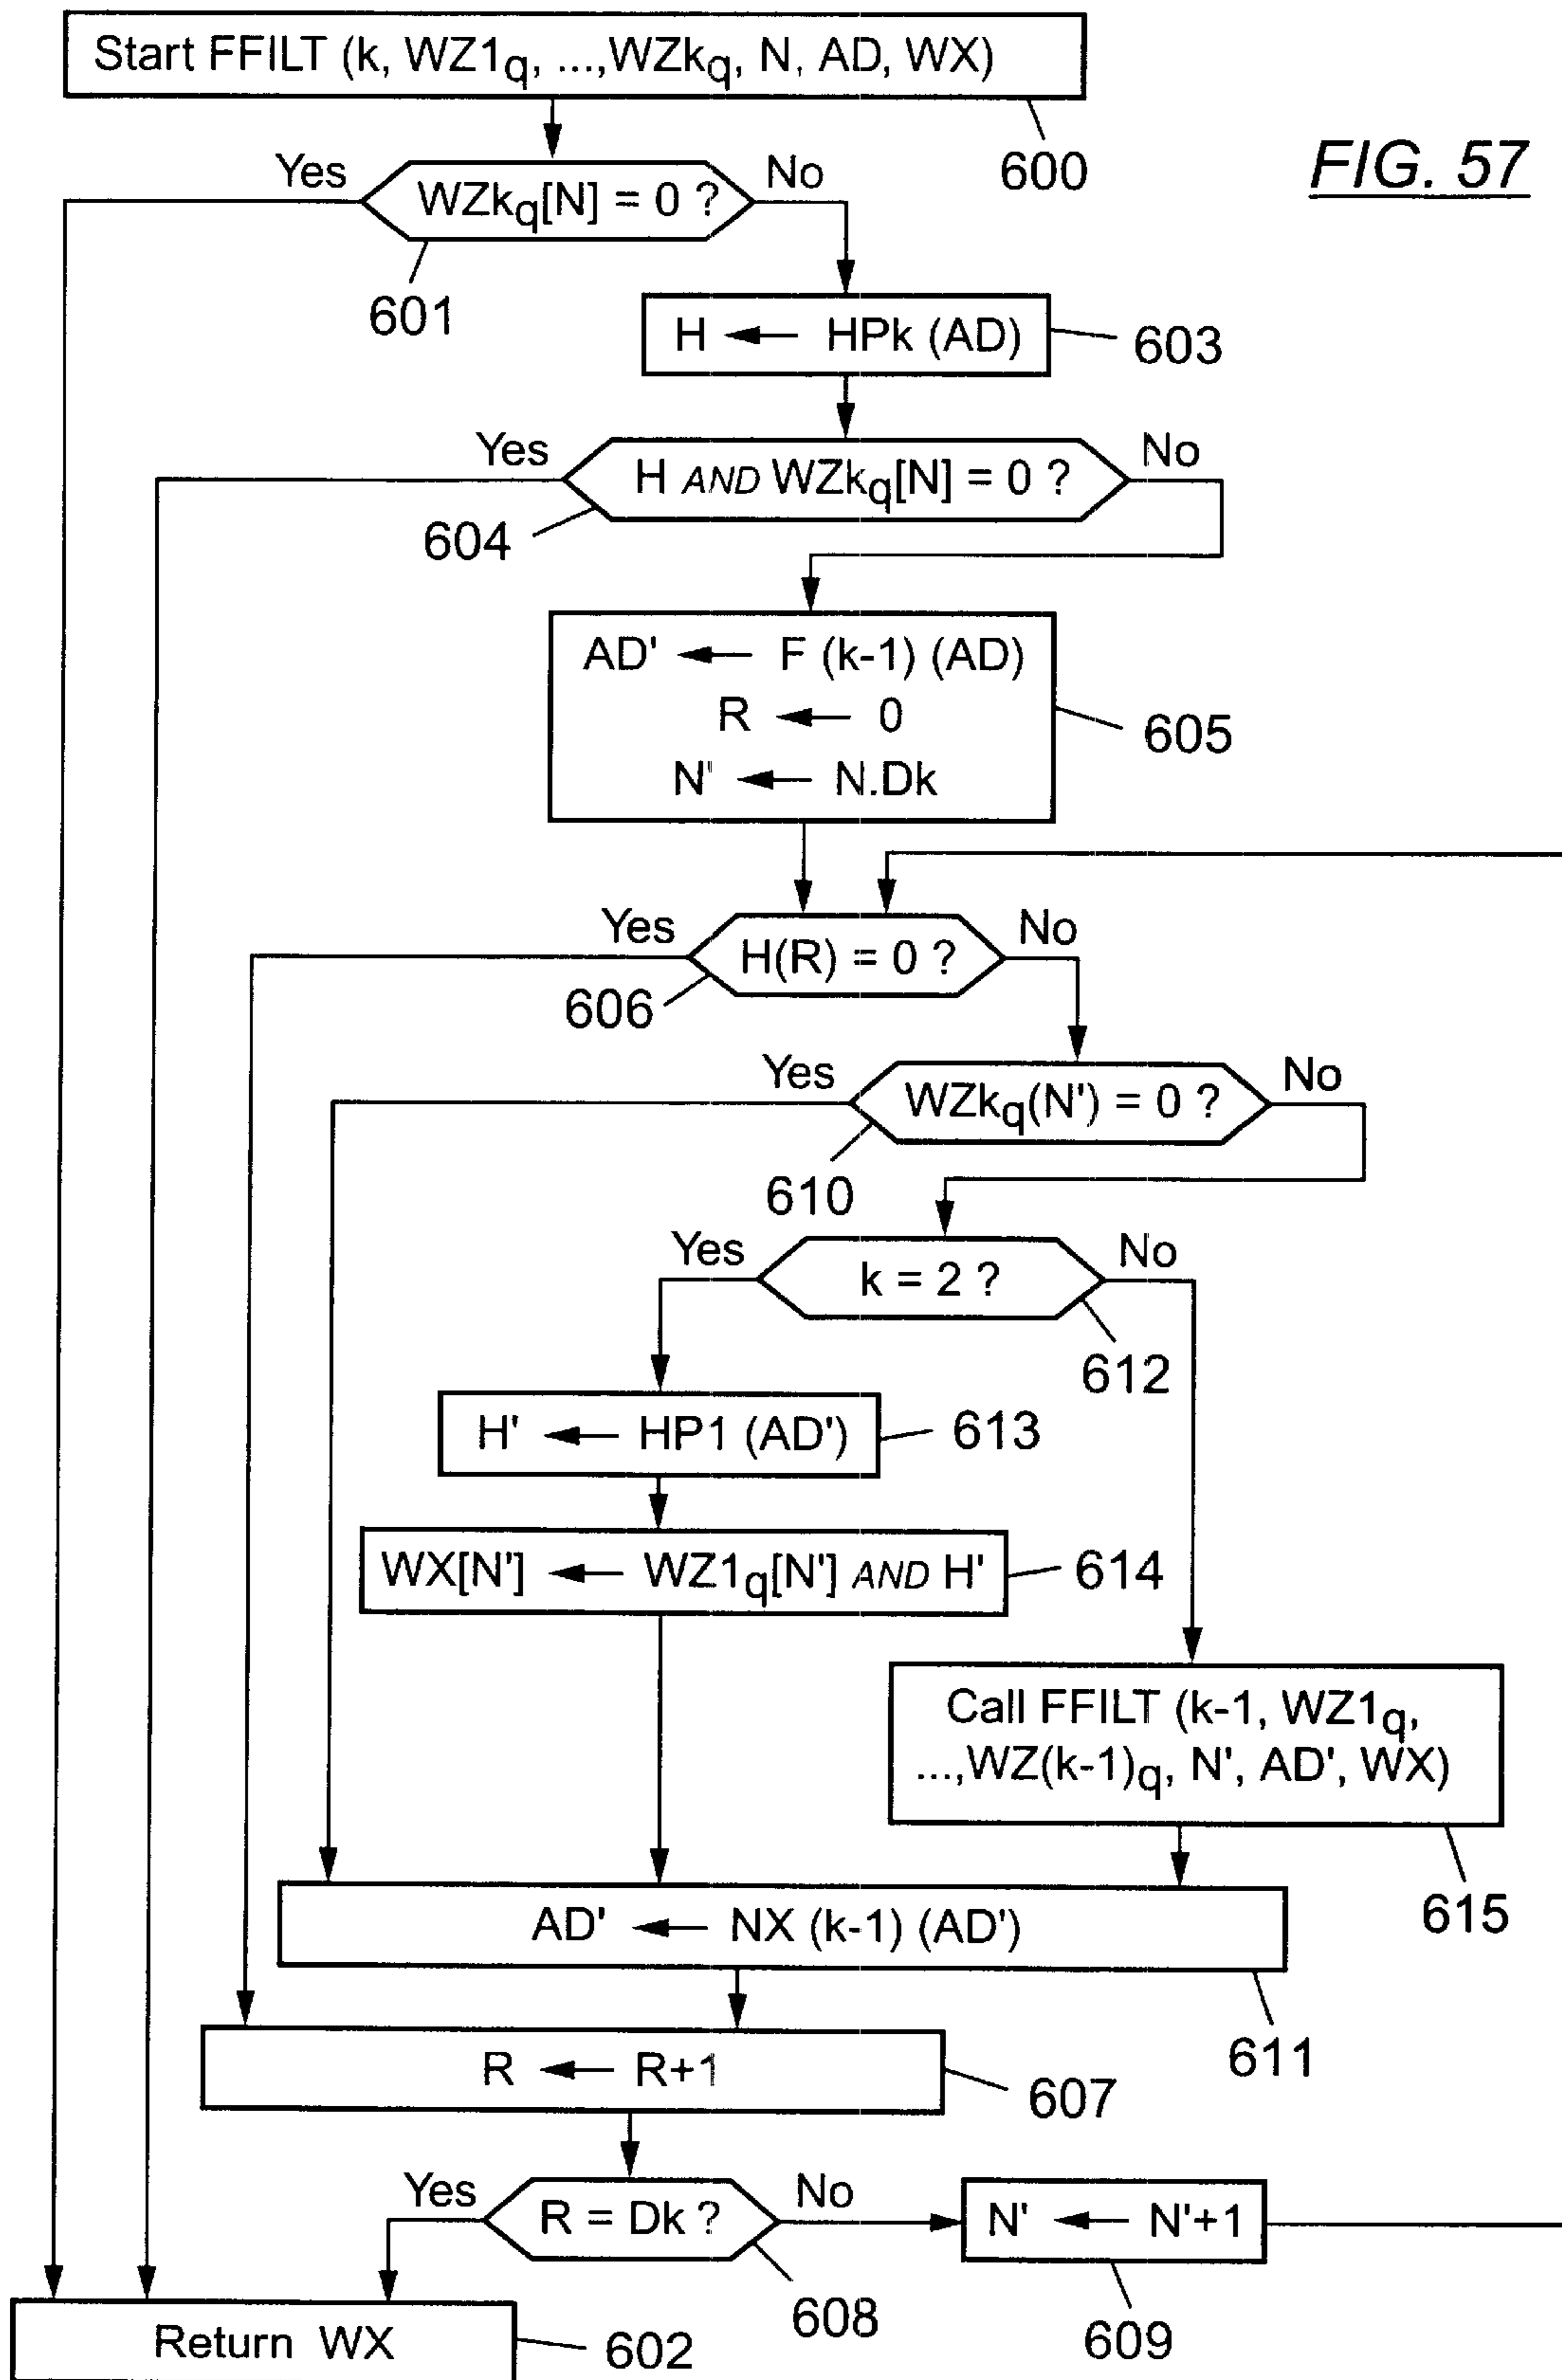 Start FFILT (k, WZ1q, ...,WZkq, N, AD, WX)
600
FIG. 57
Yes
No
WZkq[N] = 0 ?
601
H ← HPk (AD)
603
Yes
No
H AND WZkq[N] = 0 ?
604
AD' ← F (k-1) (AD)
R ← 0
N' ← N.Dk
605
Yes
No
H(R) = 0 ?
606
Yes
No
WZkq(N') = 0 ?
610
Yes
No
k = 2 ?
612
H' ← HP1 (AD')
613
WX[N'] ← WZ1q[N'] AND H'
614
Call FFILT (k-1, WZ1q,
...,WZ(k-1)q, N', AD', WX)
615
AD' ← NX (k-1) (AD')
611
R ← R+1
607
Yes
No
R = Dk ?
608
N' ← N'+1
609
Return WX
602